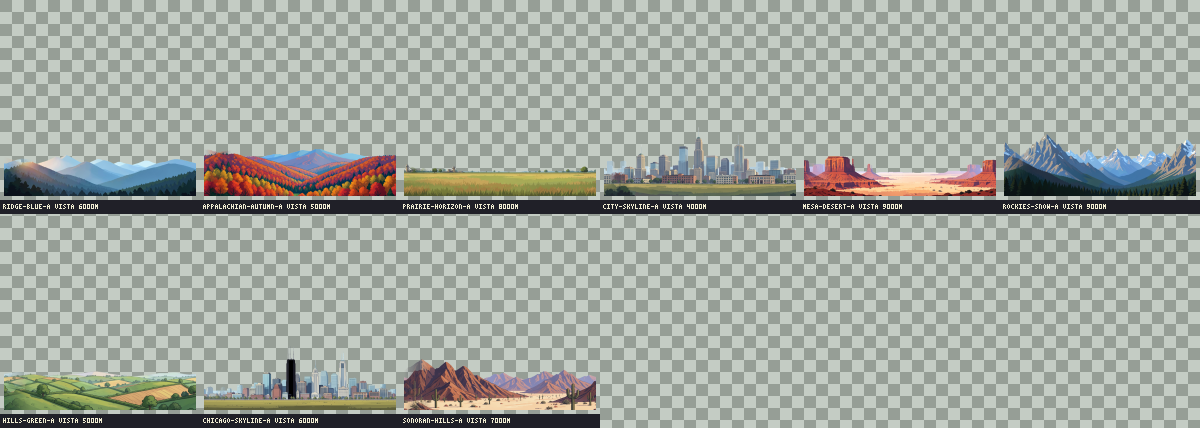 RIDGE-BLUE-A VISTA 6000M
APPALACHIAN-AUTUMN-A VISTA 5000M
PRAIRIE-HORIZON-A VISTA 8000M
CITY-SKYLINE-A VISTA 4000M
MESA-DESERT-A VISTA 9000M
ROCKIES-SNOW-A VISTA 9000M
HILLS-GREEN-A VISTA 5000M
CHICAGO-SKYLINE-A VISTA 6000M
SONORAN-HILLS-A VISTA 7000M